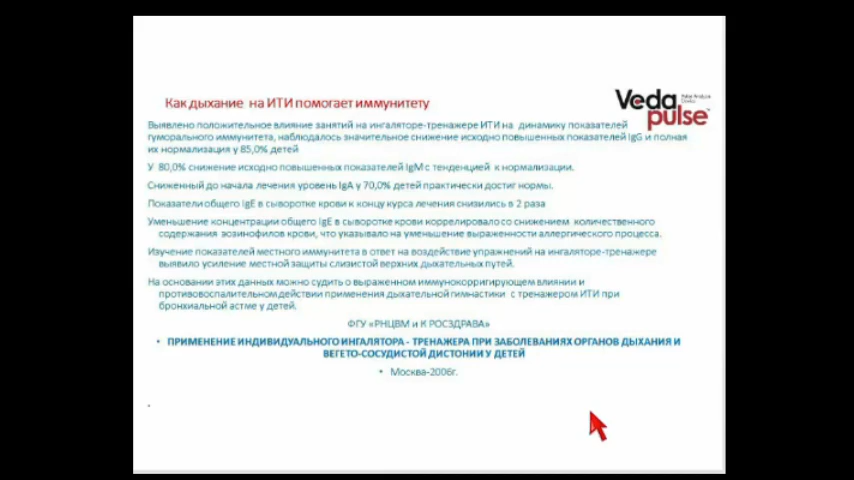 Как дыхание на ИТИ помогает иммунитету
Veda
pulse
Выявлено положительное влияние занятий на ингаляторе-тренажере ИТИ на динамику показателей
гуморального иммунитета, наблюдалось значительное снижение исходно повышенных показателей IgG и полная
их нормализация у 85,0% детей
У 80,0% снижение исходно повышенных показателей IgM с тенденцией к нормализации.
Сниженный до начала лечения уровень IgA у 70,0% детей практически достиг нормы.
Показатели общего IgE в сыворотке крови к концу курса лечения снизились в 2 раза
Уменьшение концентрации общего IgE в сыворотке крови коррелировало со снижением количественного
содержания эозинофилов крови, что указывало на уменьшение выраженности аллергического процесса.
Изучение показателей местного иммунитета в ответ на воздействие упражнений на ингаляторе-тренажере
выявило усиление местной защиты слизистой верхних дыхательных путей.
На основании этих данных можно судить о выраженном иммунокорригирующем влиянии и
противовоспалительном действии применения дыхательной гимнастики с тренажером ИТИ при
бронхиальной астме у детей.
ФГУ «РНЦВМ и К РОСЗДРАВА»
• ПРИМЕНЕНИЕ ИНДИВИДУАЛЬНОГО ИНГАЛЯТОРА - ТРЕНАЖЕРА ПРИ ЗАБОЛЕВАНИЯХ ОРГАНОВ ДЫХАНИЯ И
ВЕГЕТО-СОСУДИСТОЙ ДИСТОНИИ У ДЕТЕЙ
• Москва-2006г.